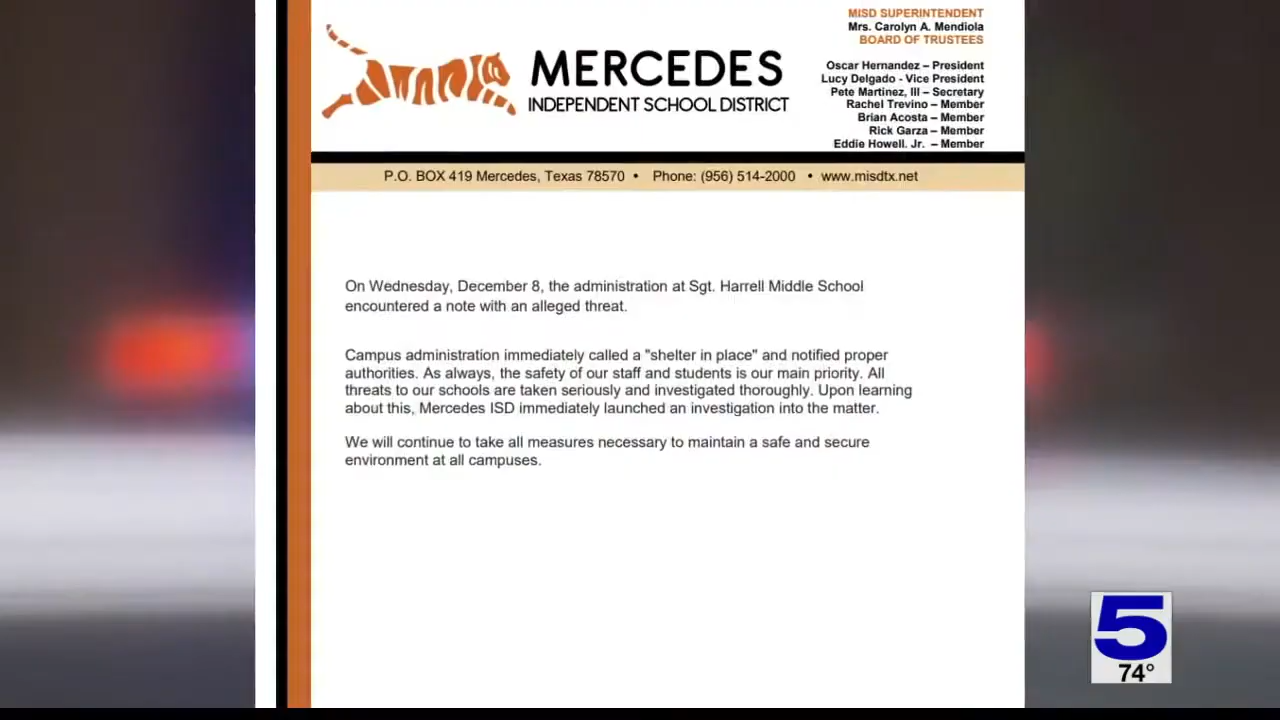 MERCEDES
INDEPENDENT SCHOOL DISTRICT
MISD SUPERINTENDENT
Mrs. Carolyn A. Mendiola
BOARD OF TRUSTEES
Oscar Hernandez – President
Lucy Delgado - Vice President
Pete Martinez, III – Secretary
Rachel Trevino – Member
Brian Acosta – Member
Rick Garza – Member
Eddie Howell. Jr. – Member
P.O. BOX 419 Mercedes, Texas 78570 • Phone: (956) 514-2000 • www.misdtx.net
On Wednesday, December 8, the administration at Sgt. Harrell Middle School
encountered a note with an alleged threat.
Campus administration immediately called a "shelter in place" and notified proper
authorities. As always, the safety of our staff and students is our main priority. All
threats to our schools are taken seriously and investigated thoroughly. Upon learning
about this, Mercedes ISD immediately launched an investigation into the matter.
We will continue to take all measures necessary to maintain a safe and secure
environment at all campuses.
5
74°